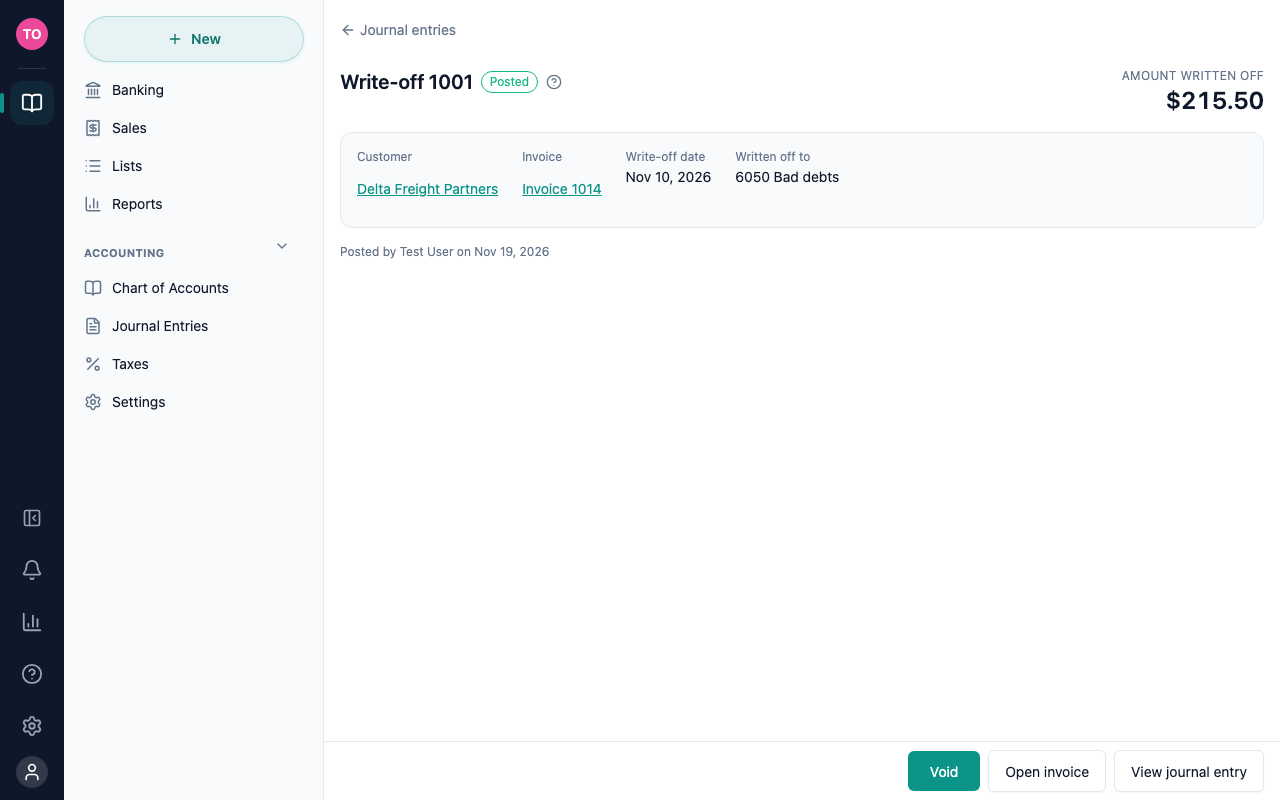 TO
New
Banking
Sales
Lists
Reports
ACCOUNTING
Chart of Accounts
Journal Entries
Taxes
Settings
Journal entries
Write-off 1001 Posted
AMOUNT WRITTEN OFF
$215.50
Customer Invoice Write-off date Written off to
Delta Freight Partners Invoice 1014 Nov 10, 2026 6050 Bad debts
Posted by Test User on Nov 19, 2026
Void Open invoice View journal entry